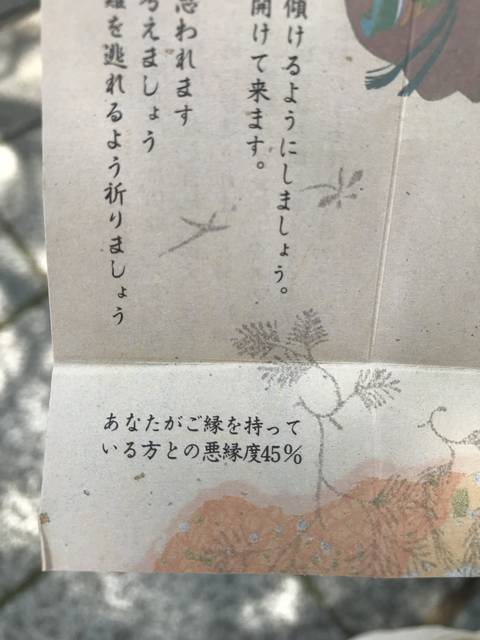 傾けるようにしましょう。
開けて来ます。
思われます
考えましょう
を逃れるよう祈りましょう
あなたがご縁を持って
いる方との悪縁度45%